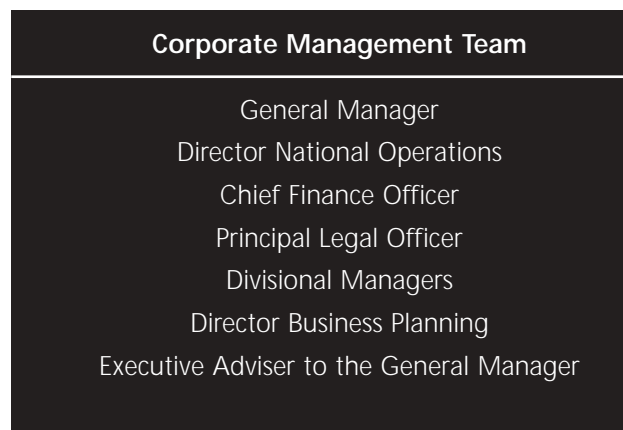 Corporate Management Team
General Manager
Director National Operations
Chief Finance Officer
Principal Legal Officer
Divisional Managers
Director Business Planning
Executive Adviser to the General Manager